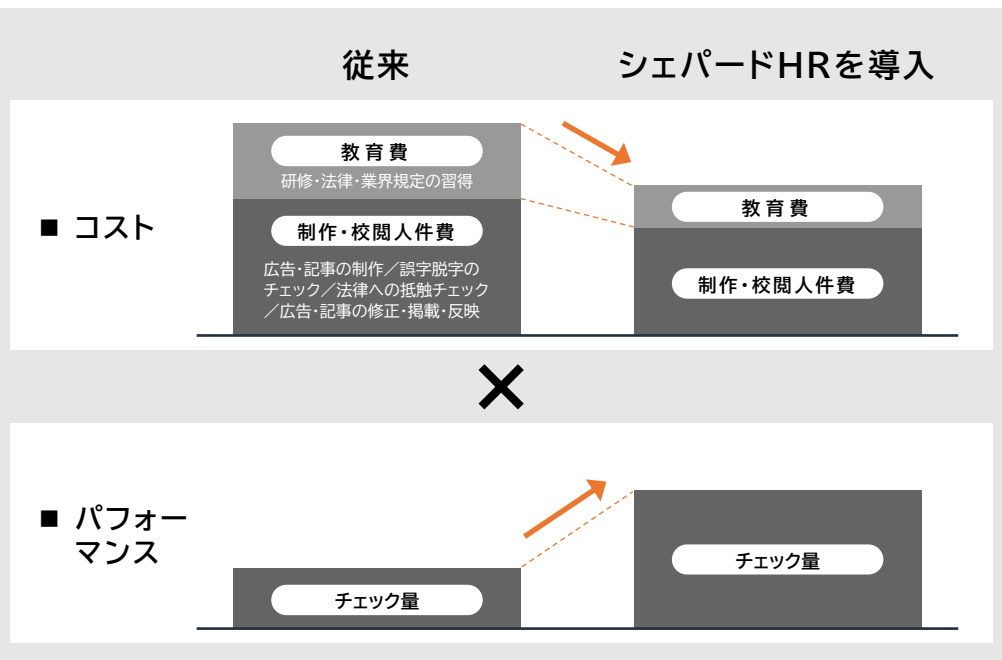 従来
シェパードHRを導入
■ コスト
教育費
研修・法律・業界規定の習得
制作・校閲人件費
広告・記事の制作／誤字脱字の
チェック／法律への抵触チェック
／広告・記事の修正・掲載・反映
教育費
制作・校閲人件費
■ パフォー
マンス
チェック量
チェック量